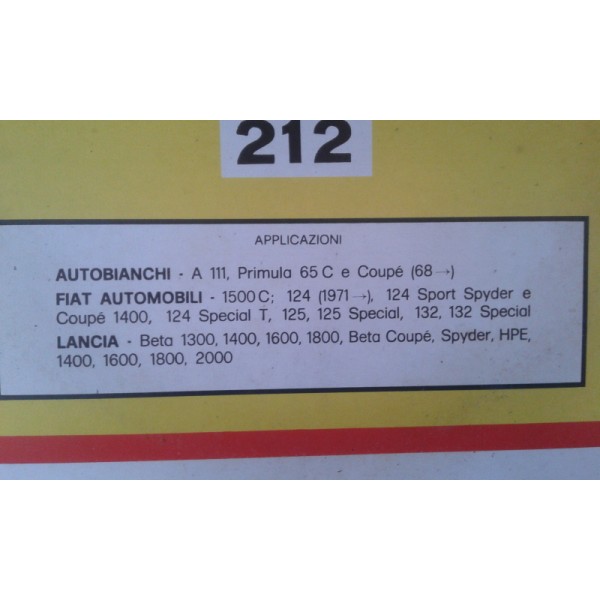 212
APPLICAZIONI
AUTOBIANCHI - A 111, Primula 65 C e Coupé (68→)
FIAT AUTOMOBILI - 1500 C; 124 (1971→), 124 Sport Spyder e
Coupé 1400, 124 Special T, 125, 125 Special, 132, 132 Special
LANCIA - Beta 1300, 1400, 1600, 1800, Beta Coupé, Spyder, HPE,
1400, 1600, 1800, 2000